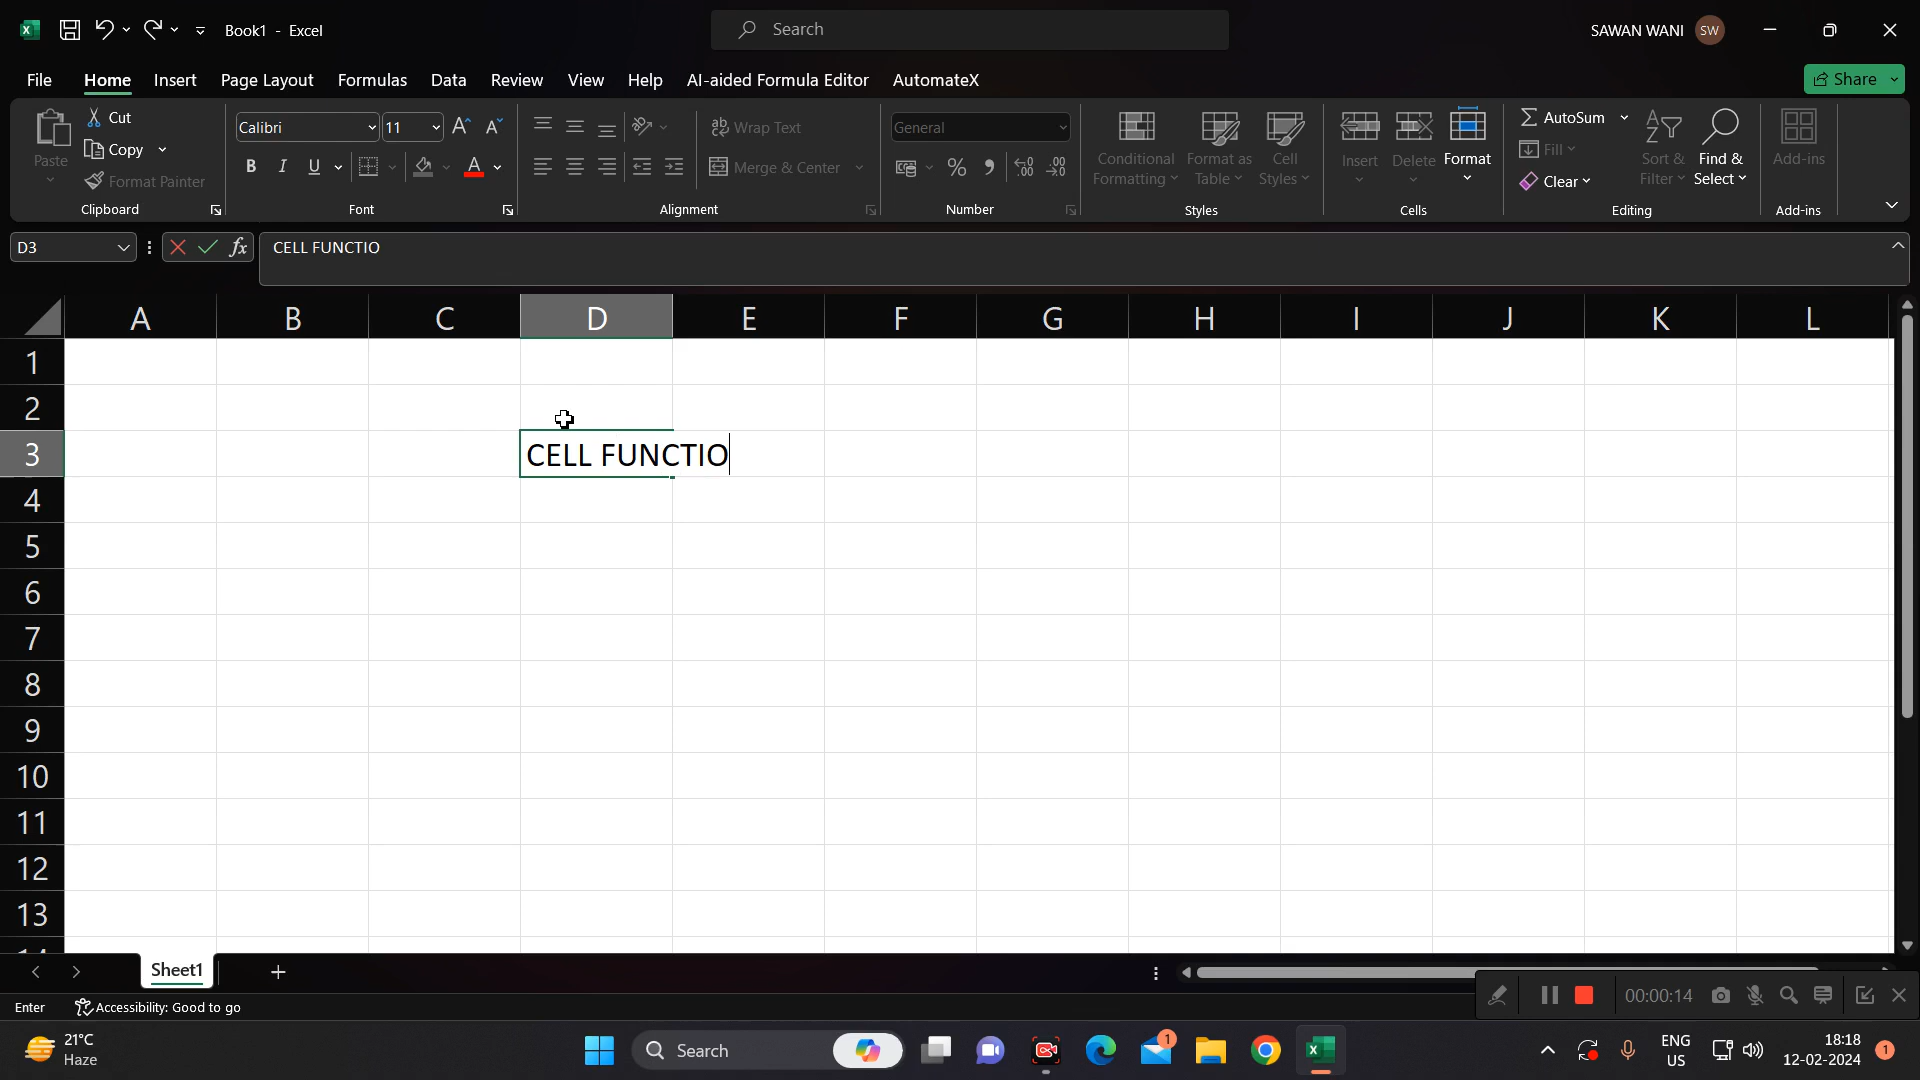 Book1 - Excel
Search
SAWAN WANI
SW
File Home Insert Page Layout Formulas Data Review View Help AI-aided Formula Editor AutomateX
Share
Paste
Cut
Copy
Format Painter
Clipboard
Calibri 11
B I U
Font
Wrap Text
Merge & Center
Alignment
General
Number
Conditional Formatting
Format as Table
Cell Styles
Styles
Insert Delete Format
Cells
AutoSum
Fill
Clear
Sort & Filter
Find & Select
Editing
Add-ins
Add-ins
D3
fx
CELL FUNCTIO
A B C D E F G H I J K L
1
2
3 CELL FUNCTIO
4
5
6
7
8
9
10
11
12
13
Sheet1
Enter
Accessibility: Good to go
00:00:14
21°C
Haze
Search
1
ENG
US
18:18
12-02-2024
1